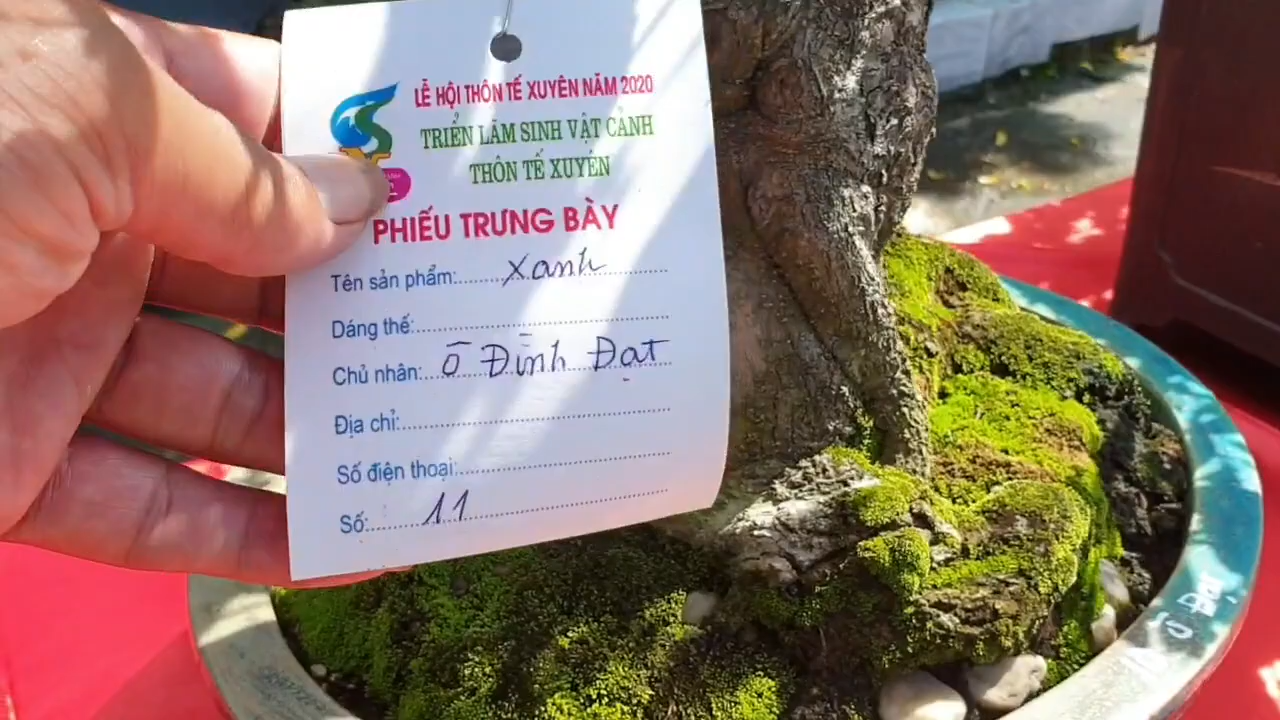 LỄ HỘI THÔN TẾ XUYÊN NĂM 2020
TRIỂN LÃM SINH VẬT CẢNH
THÔN TẾ XUYÊN
PHIẾU TRƯNG BÀY
Tên sản phẩm: Xanh
Dáng thế:
Chủ nhân: Ô Đình Đạt
Địa chỉ:
Số điện thoại:
Số: 11
Ô Đạt